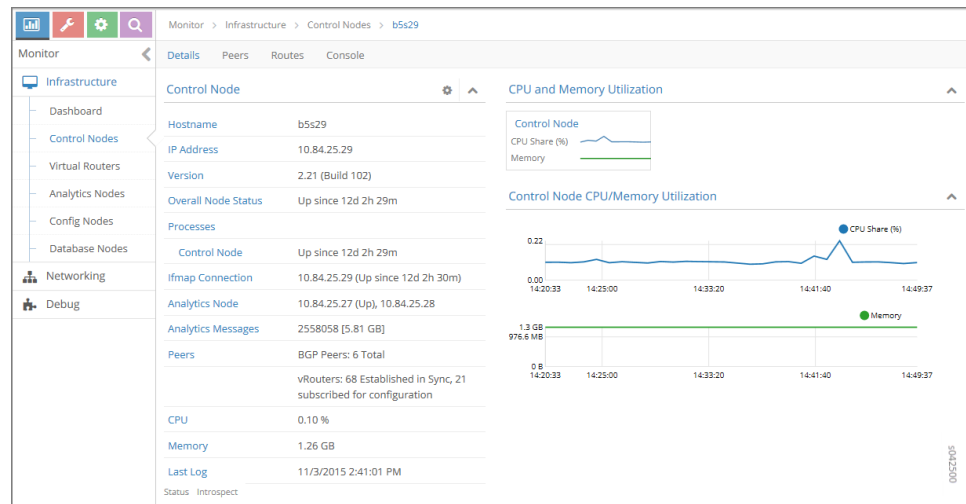 Monitor > Infrastructure > Control Nodes > b5s29
Monitor
Details Peers Routes Console
Infrastructure
Dashboard
Control Nodes
Virtual Routers
Analytics Nodes
Config Nodes
Database Nodes
Networking
Debug
Control Node
Hostname b5s29
IP Address 10.84.25.29
Version 2.21 (Build 102)
Overall Node Status Up since 12d 2h 29m
Processes
Control Node Up since 12d 2h 29m
Ifmap Connection 10.84.25.29 (Up since 12d 2h 30m)
Analytics Node 10.84.25.27 (Up), 10.84.25.28
Analytics Messages 2558058 [5.81 GB]
Peers BGP Peers: 6 Total
vRouters: 68 Established in Sync, 21
subscribed for configuration
CPU 0.10 %
Memory 1.26 GB
Last Log 11/3/2015 2:41:01 PM
Status Introspect
CPU and Memory Utilization
Control Node
CPU Share (%)
Memory
Control Node CPU/Memory Utilization
CPU Share (%)
0.22
0.00
14:20:33 14:25:00 14:33:20 14:41:40 14:49:37
Memory
1.3 GB
976.6 MB
0 B
14:20:33 14:25:00 14:33:20 14:41:40 14:49:37
s042500